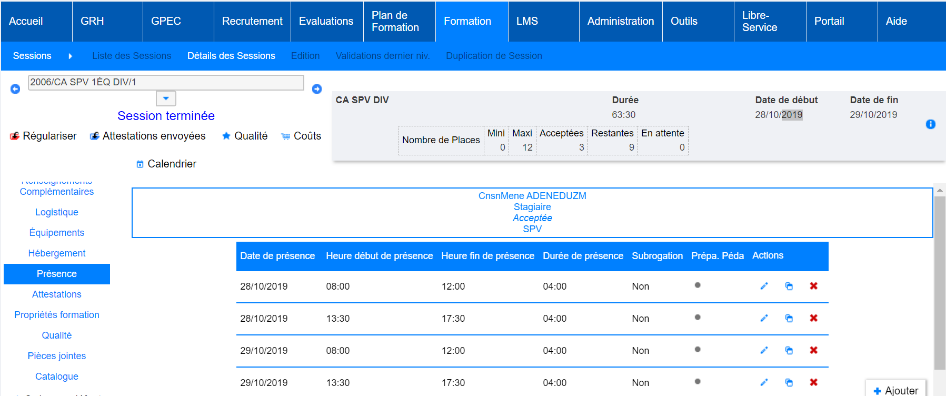 Accueil GRH GPEC Recrutement Evaluations Plan de Formation Formation LMS Administration Outils Libre-Service Portail Aide
Sessions Liste des Sessions Détails des Sessions Edition Validations dernier niv. Duplication de Session
2006/CA SPV 1ÉQ DIV/1
Session terminée
Régulariser Attestations envoyées Qualité Coûts
Calendrier
CA SPV DIV Durée Date de début Date de fin
63:30 28/10/2019 29/10/2019
Nombre de Places Mini Maxi Acceptées Restantes En attente
0 12 3 9 0
Renseignements
Complémentaires
Logistique
Équipements
Hébergement
Présence
Attestations
Propriétés formation
Qualité
Pièces jointes
Catalogue
CnsnMene ADENEDUZM
Stagiaire
Acceptée
SPV
Date de présence Heure début de présence Heure fin de présence Durée de présence Subrogation Prépa. Péda Actions
28/10/2019 08:00 12:00 04:00 Non
28/10/2019 13:30 17:30 04:00 Non
29/10/2019 08:00 12:00 04:00 Non
29/10/2019 13:30 17:30 04:00 Non
Ajouter